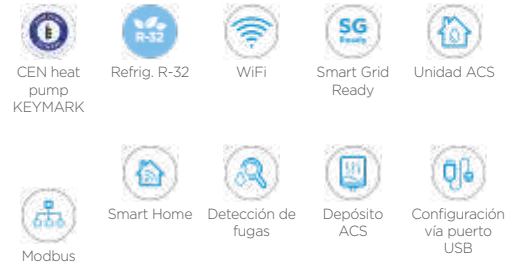 R-32
SG
Ready
CEN heat
pump
KEYMARK
Refrig. R-32
WiFi
Smart Grid
Ready
Unidad ACS
Modbus
Smart Home
Detección de
fugas
Depósito
ACS
Configuración
vía puerto
USB